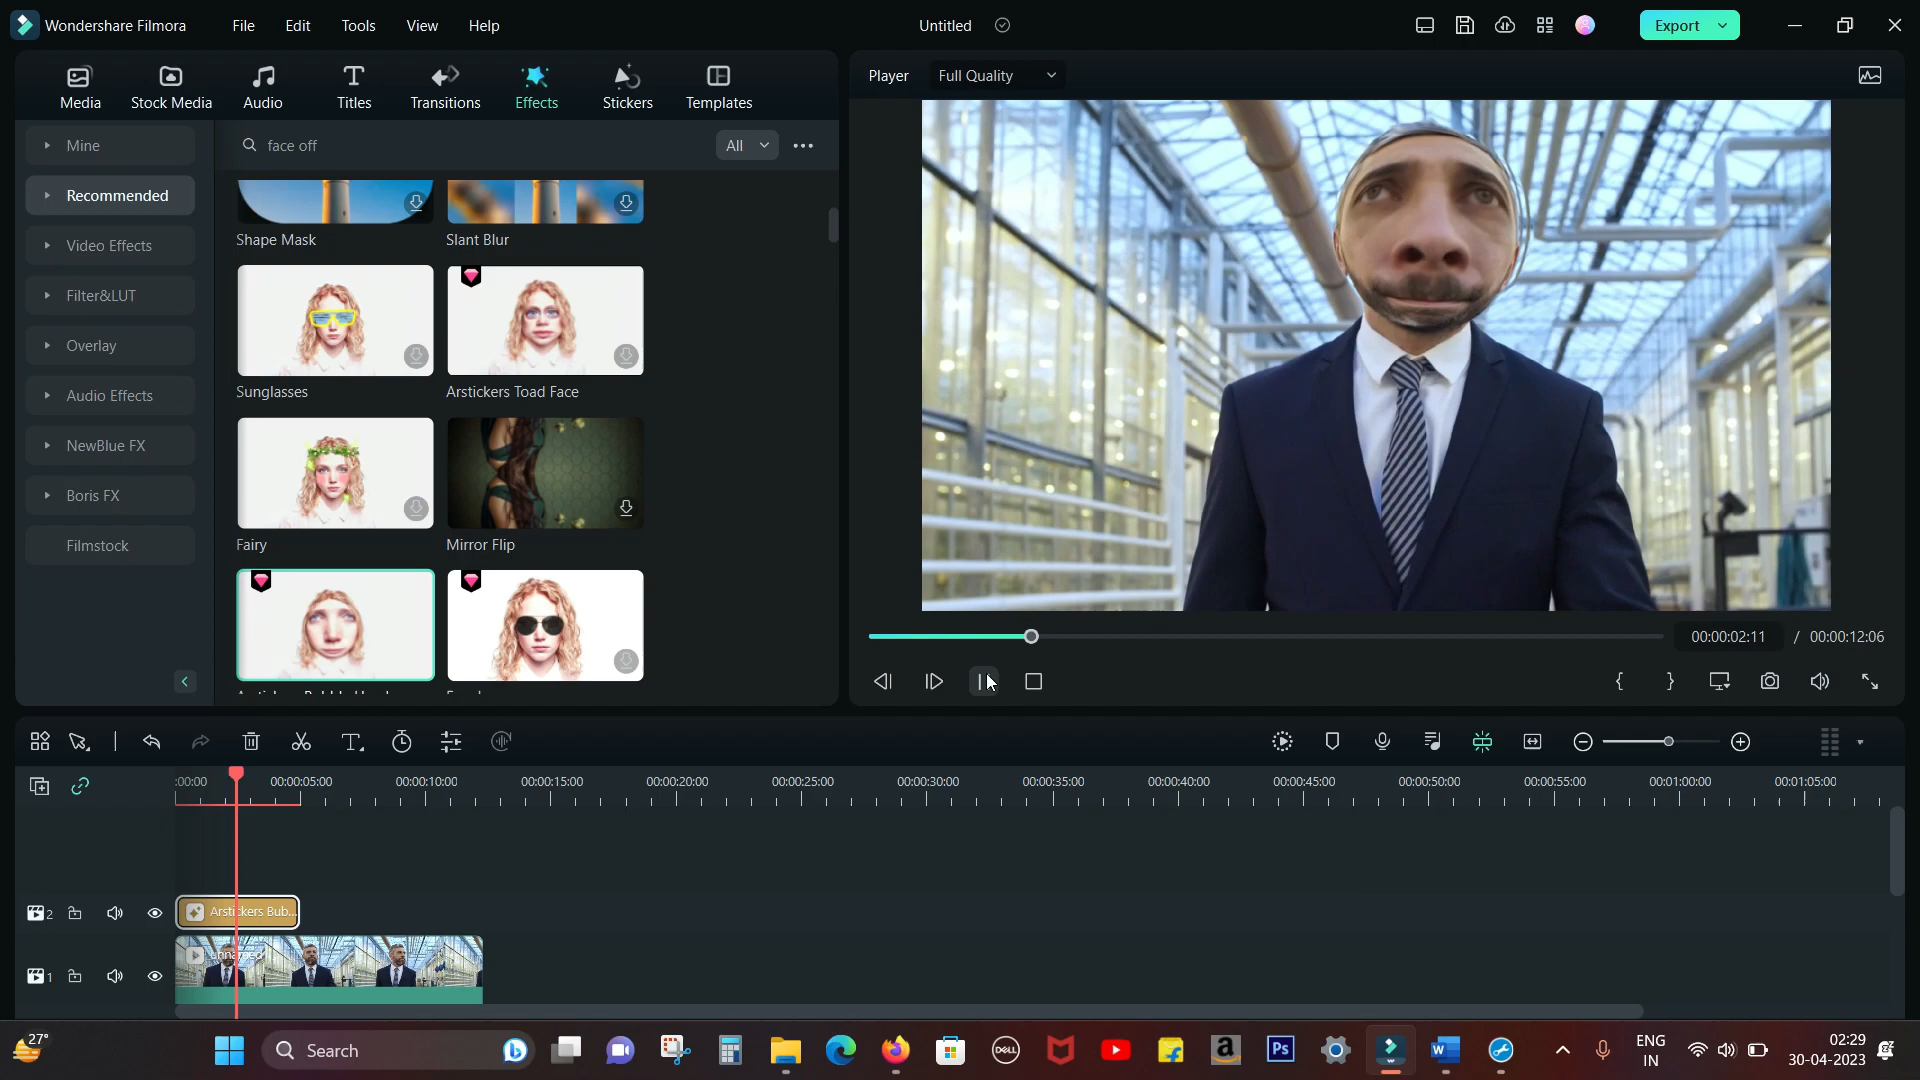 Wondershare Filmora
File
Edit
Tools
View
Help
Untitled
Export
Media
Stock Media
Audio
Titles
Transitions
Effects
Stickers
Templates
Player
Full Quality
Mine
Recommended
Video Effects
Filter&LUT
Overlay
Audio Effects
NewBlue FX
Boris FX
Filmstock
face off
All
Shape Mask
Slant Blur
Sunglasses
Arstickers Toad Face
Fairy
Mirror Flip
00:00:02:11 / 00:00:12:06
:00:00
00:00:05:00
00:00:10:00
00:00:15:00
00:00:20:00
00:00:25:00
00:00:30:00
00:00:35:00
00:00:40:00
00:00:45:00
00:00:50:00
00:00:55:00
00:01:00:00
00:01:05:00
2
Arstickers Bub...
1
27°
Search
DELL
a
Ps
W
ENG
IN
02:29
30-04-2023